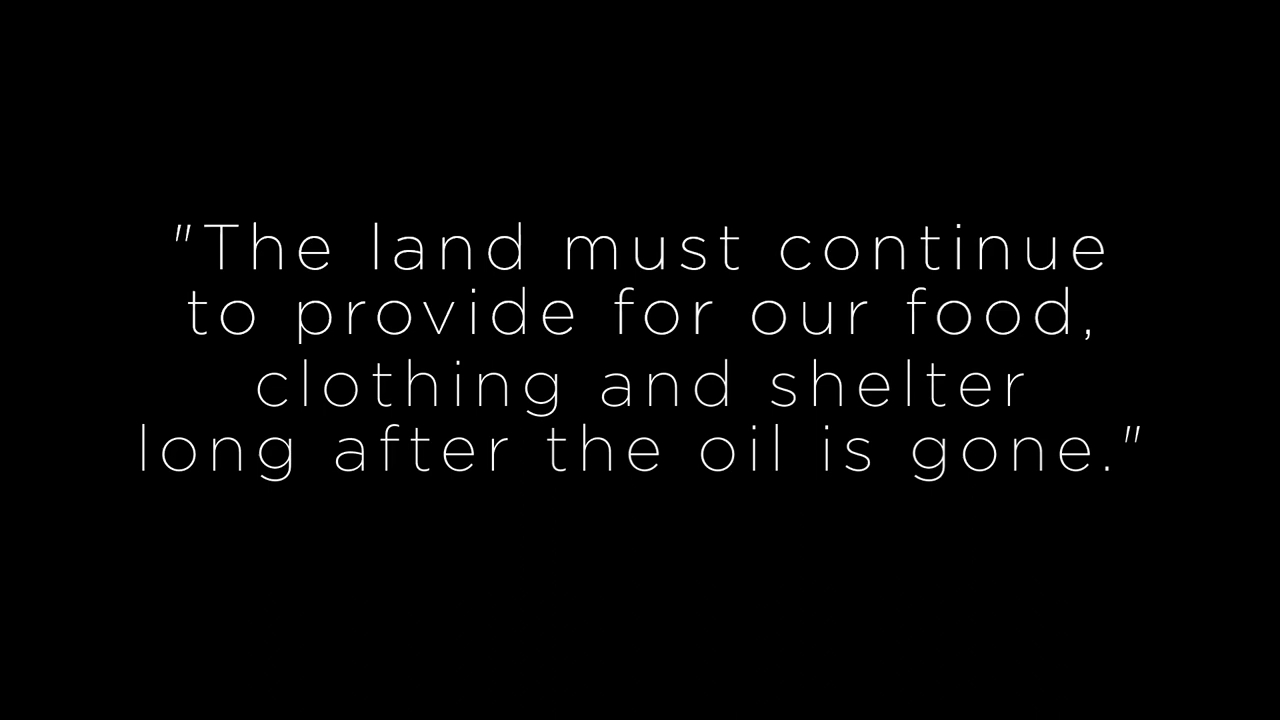 "The land must continue
to provide for our food,
clothing and shelter
long after the oil is gone."